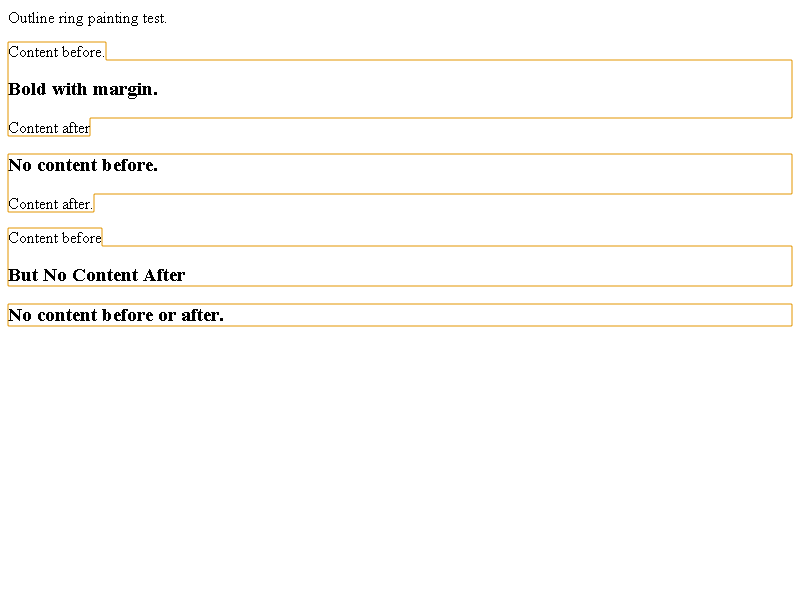 Outline ring painting test.
Content before.
Bold with margin.
Content after
No content before.
Content after.
Content before
But No Content After
No content before or after.